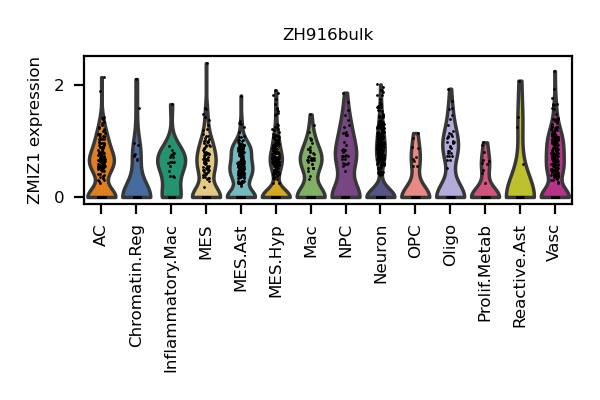 ZH916bulk
ZMIZ1 expression
2
0
AC
Chromatin.Reg
Inflammatory.Mac
MES
MES.Ast
MES.Hyp
Mac
NPC
Neuron
OPC
Oligo
Prolif.Metab
Reactive.Ast
Vasc